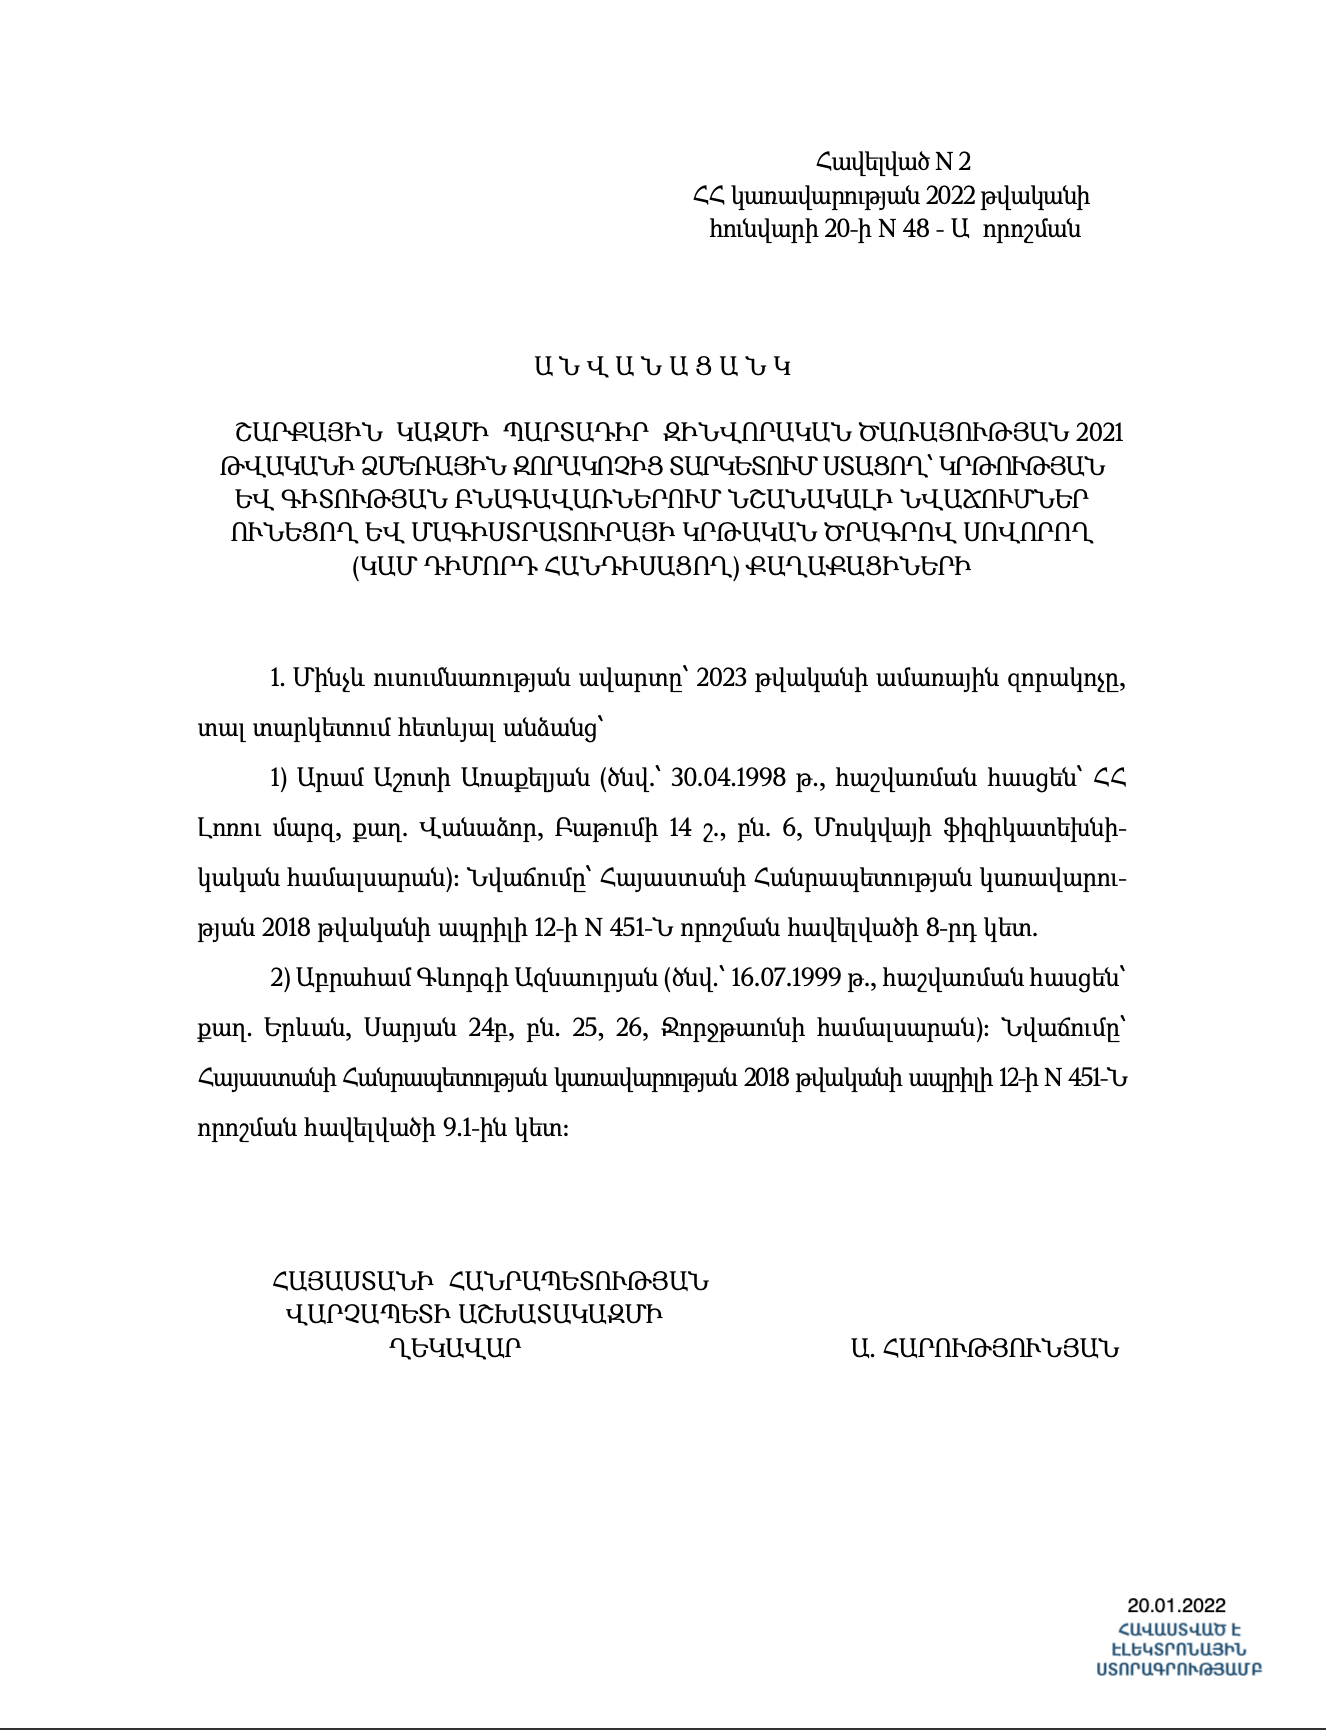 Հավելված N 2
ՀՀ կառավարության 2022 թվականի
հունվարի 20-ի N 48 - Ա որոշման
Ա Ն Վ Ա Ն Ա Ց Ա Ն Կ
ՇԱՐՔԱՅԻՆ ԿԱԶՄԻ ՊԱՐՏԱԴԻՐ ԶԻՆՎՈՐԱԿԱՆ ԾԱՌԱՅՈՒԹՅԱՆ 2021
ԹՎԱԿԱՆԻ ՁՄԵՌԱՅԻՆ ԶՈՐԱԿՈՉԻՑ ՏԱՐԿԵՏՈՒՄ ՍՏԱՑՈՂ՝ ԿՐԹՈՒԹՅԱՆ
ԵՎ ԳԻՏՈՒԹՅԱՆ ԲՆԱԳԱՎԱՌՆԵՐՈՒՄ ՆՇԱՆԱԿԱԼԻ ՆՎԱՃՈՒՄՆԵՐ
ՈՒՆԵՑՈՂ ԵՎ ՄԱԳԻՍՏՐԱՏՈՒՐԱՅԻ ԿՐԹԱԿԱՆ ԾՐԱԳՐՈՎ ՍՈՎՈՐՈՂ
(ԿԱՄ ԴԻՄՈՐԴ ՀԱՆԴԻՍԱՑՈՂ) ՔԱՂԱՔԱՑԻՆԵՐԻ
1. Մինչև ուսումնառության ավարտը՝ 2023 թվականի ամառային զորակոչը,
տալ տարկետում հետևյալ անձանց՝
1) Արամ Աշոտի Առաքելյան (ծնվ.՝ 30.04.1998 թ., հաշվառման հասցեն՝ ՀՀ
Լոռու մարզ, քաղ. Վանաձոր, Բաթումի 14 շ., բն. 6, Մոսկվայի ֆիզիկատեխնի-
կական համալսարան)։ Նվաճումը՝ Հայաստանի Հանրապետության կառավարու-
թյան 2018 թվականի ապրիլի 12-ի N 451-Ն որոշման հավելվածի 8-րդ կետ.
2) Աբրահամ Գևորգի Ազնաուրյան (ծնվ.՝ 16.07.1999 թ., հաշվառման հասցեն՝
քաղ. Երևան, Սարյան 24բ, բն. 25, 26, Ջորջթաունի համալսարան)։ Նվաճումը՝
Հայաստանի Հանրապետության կառավարության 2018 թվականի ապրիլի 12-ի N 451-Ն
որոշման հավելվածի 9.1-ին կետ։
ՀԱՅԱՍՏԱՆԻ ՀԱՆՐԱՊԵՏՈՒԹՅԱՆ
ՎԱՐՉԱՊԵՏԻ ԱՇԽԱՏԱԿԱԶՄԻ
ՂԵԿԱՎԱՐ Ա. ՀԱՐՈՒԹՅՈՒՆՅԱՆ
20.01.2022
ՀԱՎԱՍՏՎԱԾ Է
ԷԼԵԿՏՐՈՆԱՅԻՆ
ՍՏՈՐԱԳՐՈՒԹՅԱՄԲ